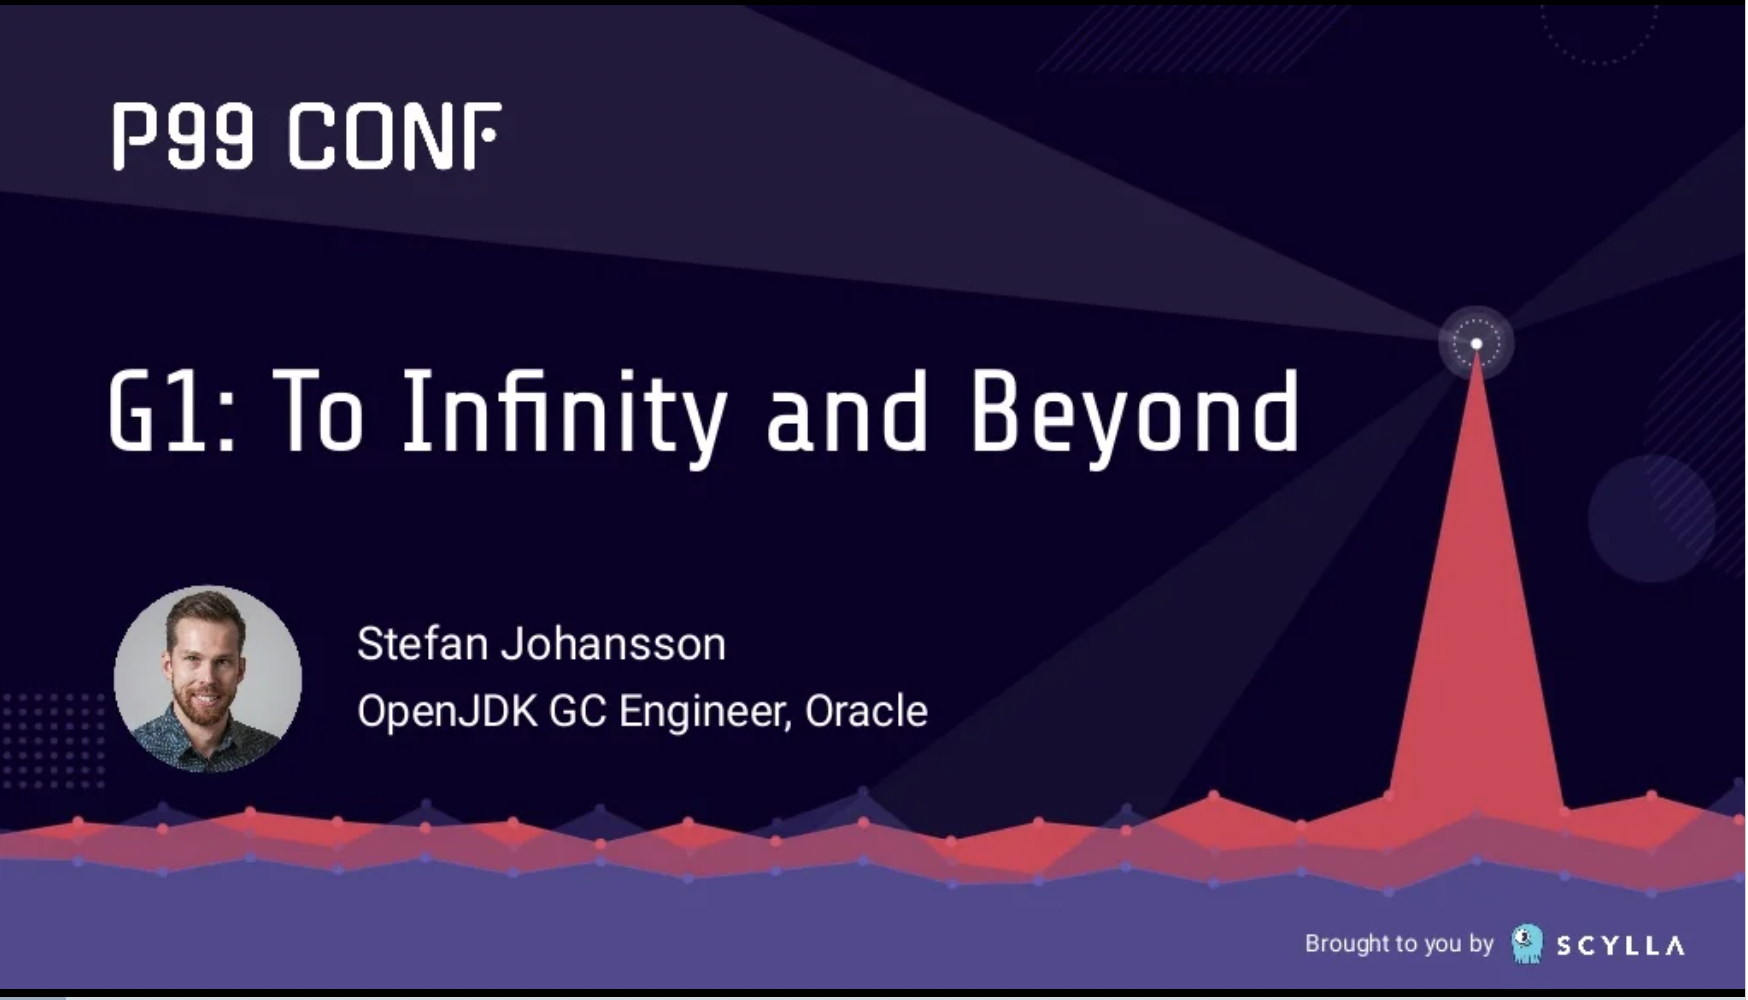 P99 CONF
G1: To Infinity and Beyond
Stefan Johansson
OpenJDK GC Engineer, Oracle
Brought to you by SCYLLA